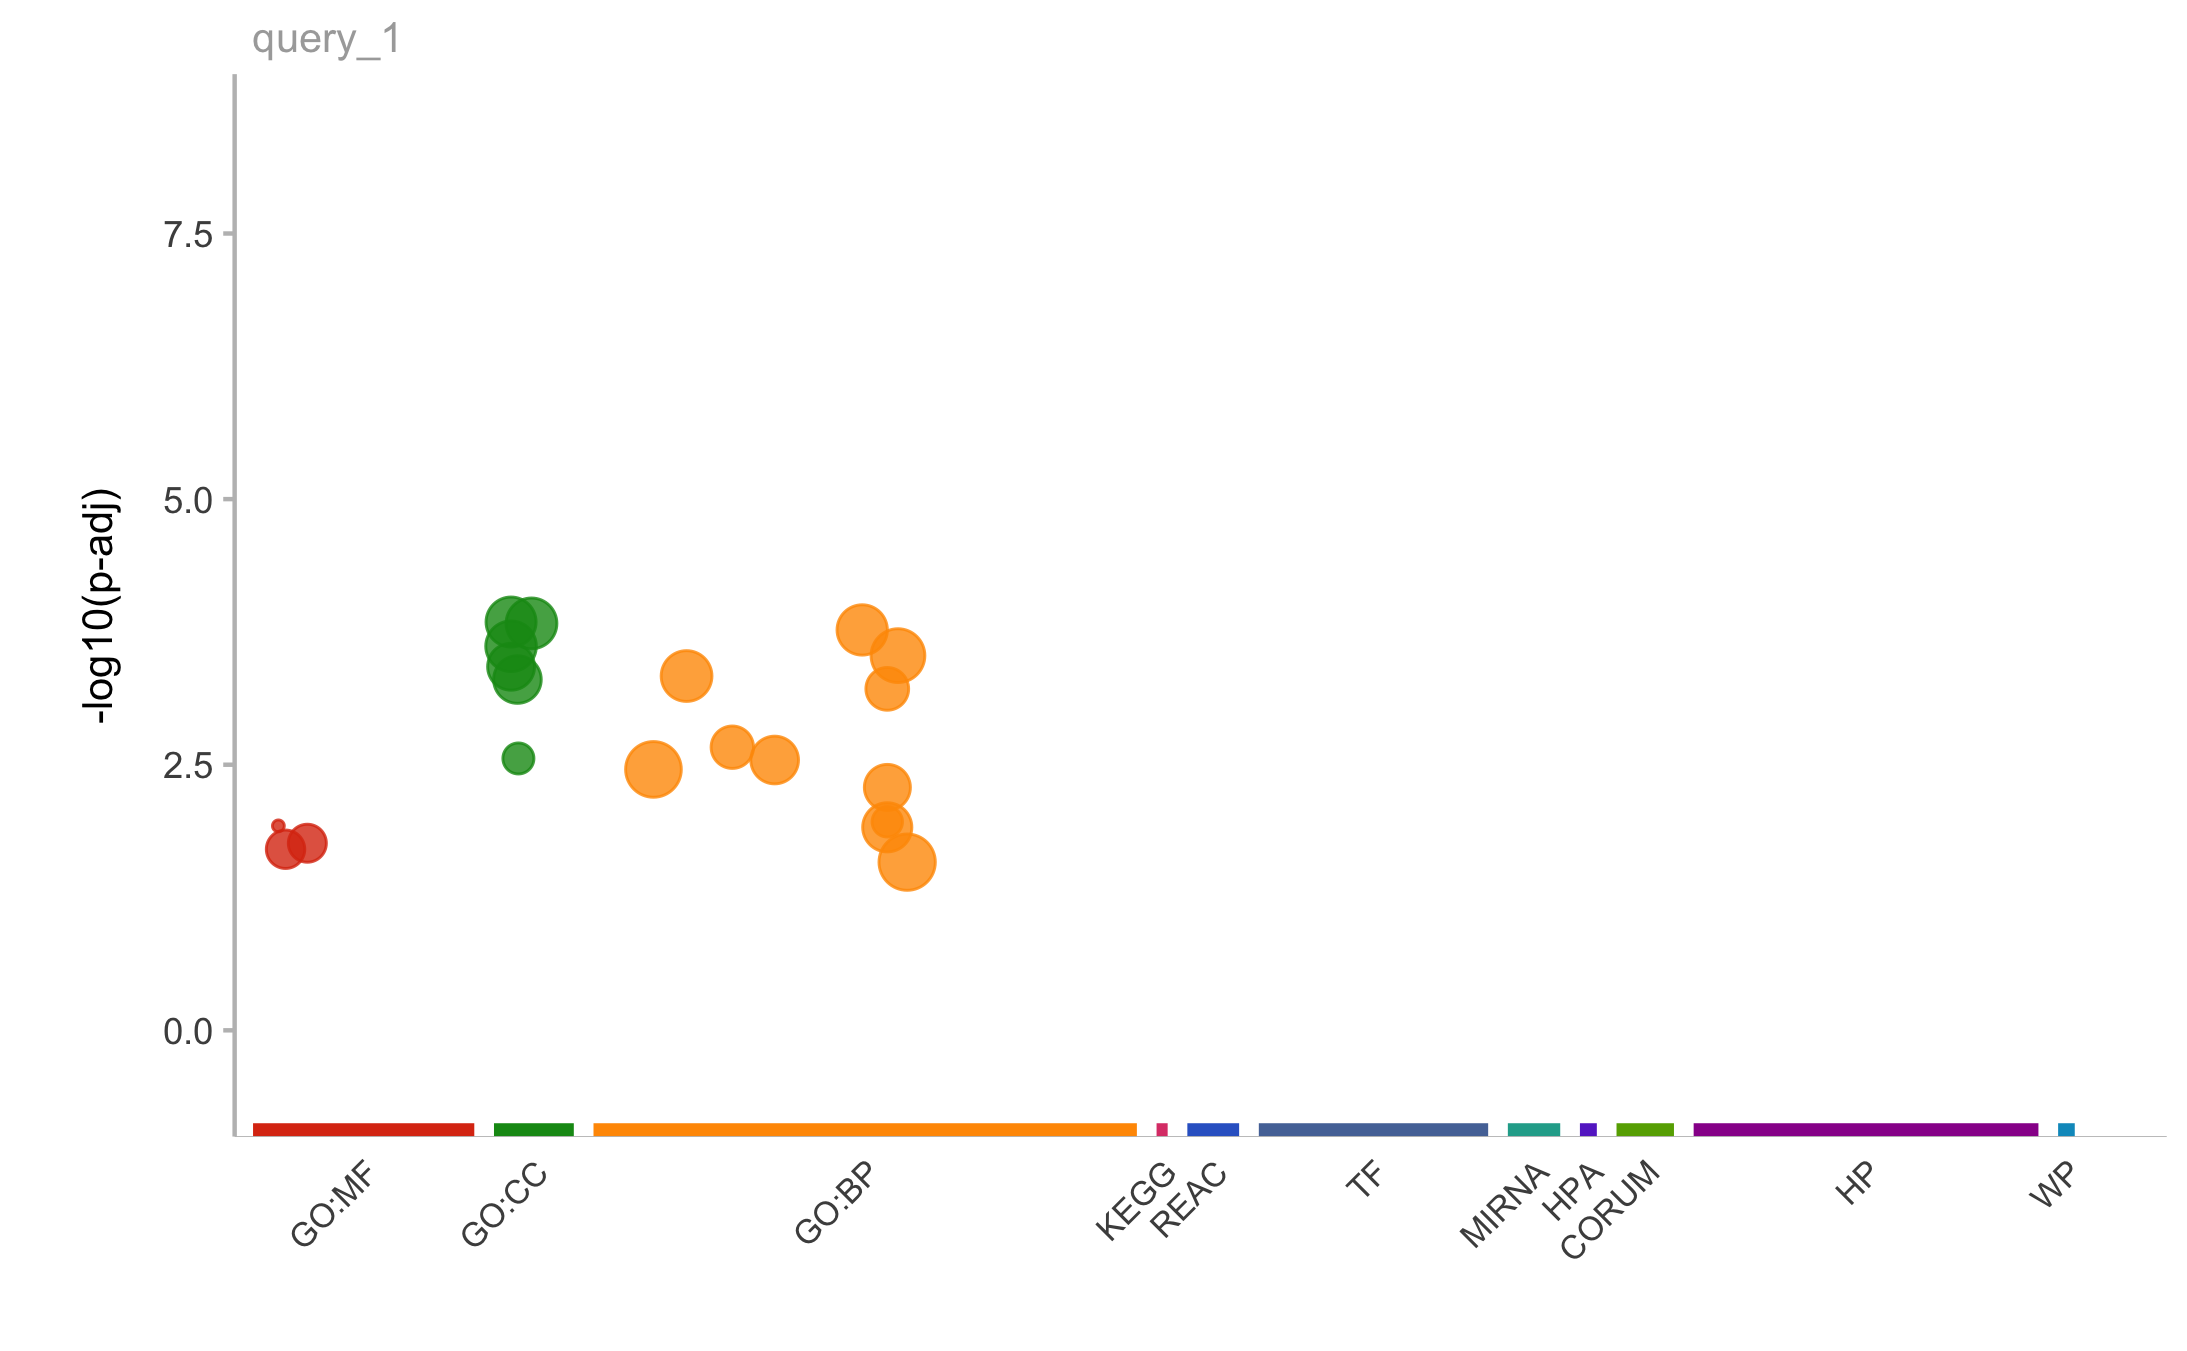 query_1
-log10(p-adj)
7.5
5.0
2.5
0.0
GO:MF
GO:CC
GO:BP
KEGG
REAC
TF
MIRNA
HPA
CORUM
HP
WP